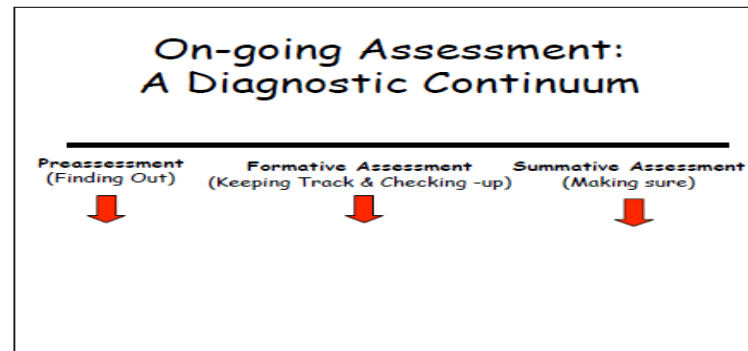 On-going Assessment:
A Diagnostic Continuum
Preassessment
(Finding Out)
Formative Assessment
(Keeping Track & Checking -up)
Summative Assessment
(Making sure)